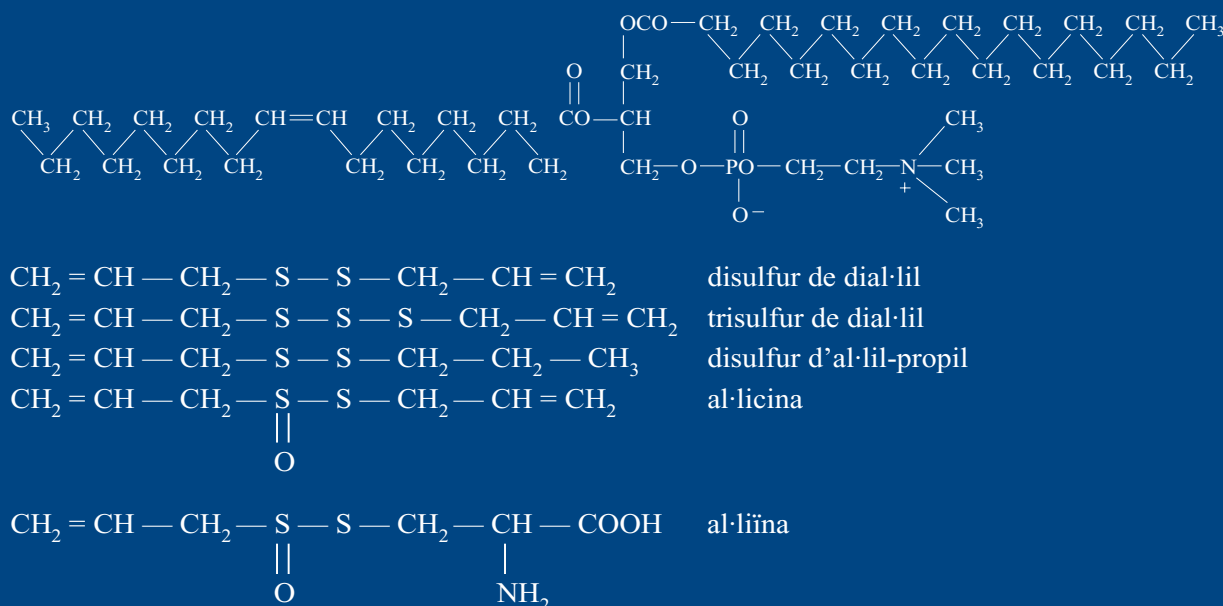 OCO — CH₂ CH₂ CH₂ CH₂ CH₂ CH₂ CH₂ CH₂ CH₃
O CH₂ CH₂ CH₂ CH₂ CH₂ CH₂ CH₂ CH₂ CH₂
CH₃ CH₂ CH₂ CH₂ CH=CH CH₂ CH₂ CH₂ CO—CH O CH₃
CH₂ CH₂ CH₂ CH₂ CH₂ CH₂ CH₂ CH₂ CH₂—O—PO—CH₂—CH₂—N—CH₃
+
O⁻ CH₃
CH₂ = CH — CH₂ — S — S — CH₂ — CH = CH₂ disulfur de dial·lil
CH₂ = CH — CH₂ — S — S — S — CH₂ — CH = CH₂ trisulfur de dial·lil
CH₂ = CH — CH₂ — S — S — CH₂ — CH₂ — CH₃ disulfur d'al·lil-propil
CH₂ = CH — CH₂ — S — S — CH₂ — CH = CH₂ al·licina
O
CH₂ = CH — CH₂ — S — S — CH₂ — CH — COOH al·liïna
O NH₂